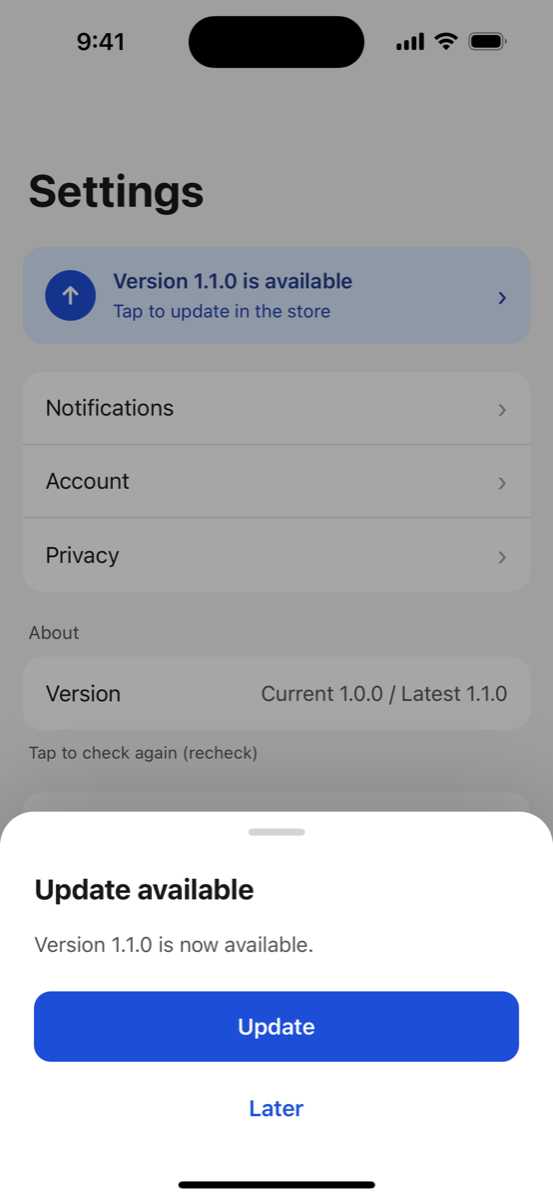 9:41
Settings
Version 1.1.0 is available
Tap to update in the store
Notifications
Account
Privacy
About
Version Current 1.0.0 / Latest 1.1.0
Tap to check again (recheck)
Update available
Version 1.1.0 is now available.
Update
Later